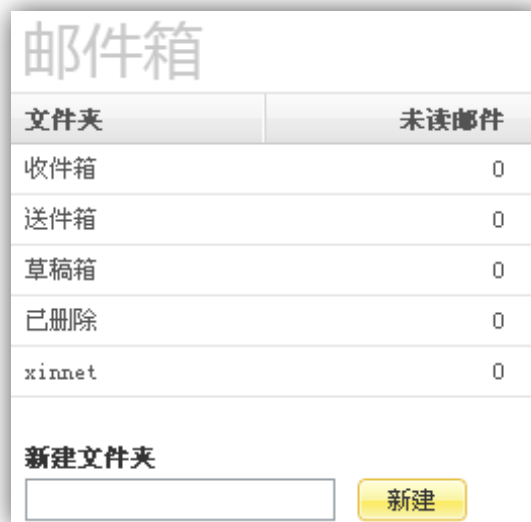 邮件箱
文件夹 未读邮件
收件箱 0
送件箱 0
草稿箱 0
已删除 0
xinnet 0
新建文件夹
新建